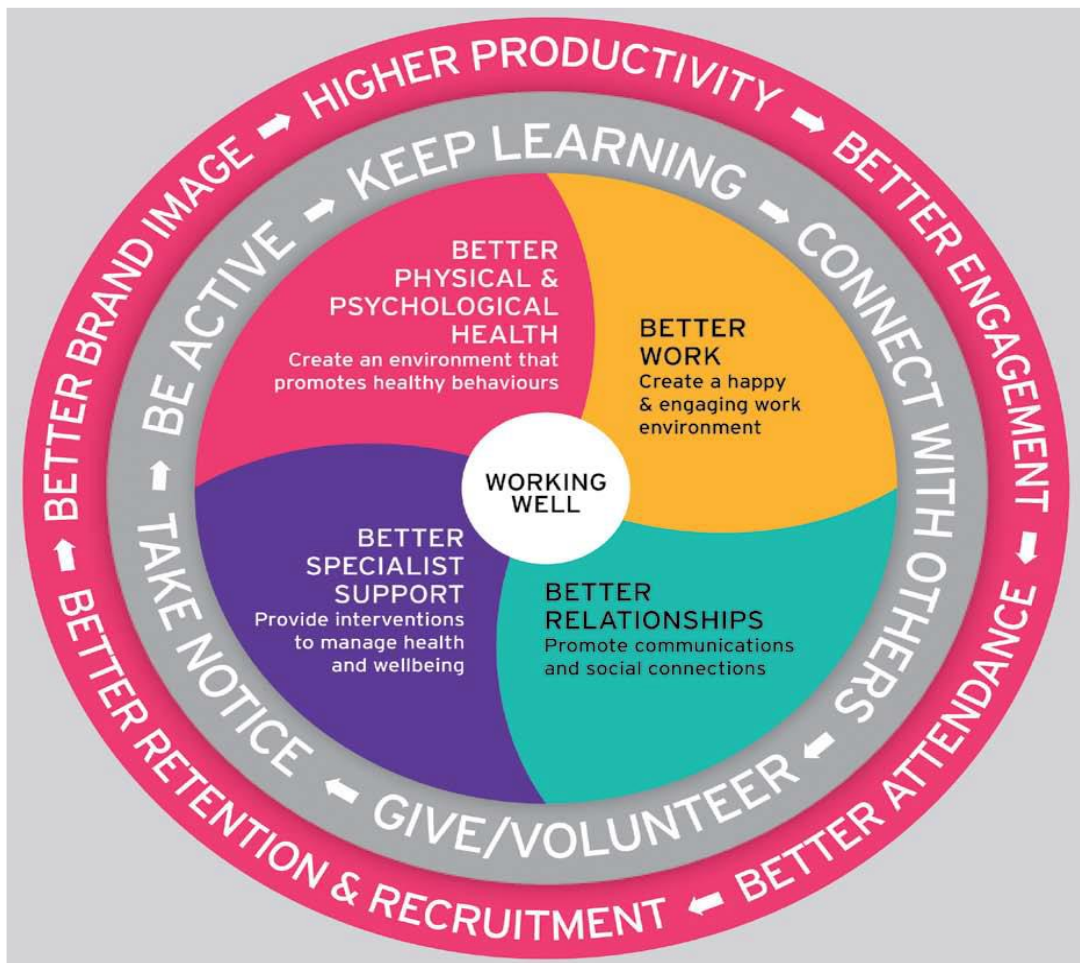 HIGHER PRODUCTIVITY
BETTER ENGAGEMENT
BETTER ATTENDANCE
BETTER RETENTION & RECRUITMENT
BETTER BRAND IMAGE
KEEP LEARNING
CONNECT WITH OTHERS
GIVE/VOLUNTEER
TAKE NOTICE
BE ACTIVE
BETTER
PHYSICAL &
PSYCHOLOGICAL
HEALTH
Create an environment that
promotes healthy behaviours
BETTER
WORK
Create a happy
& engaging work
environment
WORKING
WELL
BETTER
SPECIALIST
SUPPORT
Provide interventions
to manage health
and wellbeing
BETTER
RELATIONSHIPS
Promote communications
and social connections